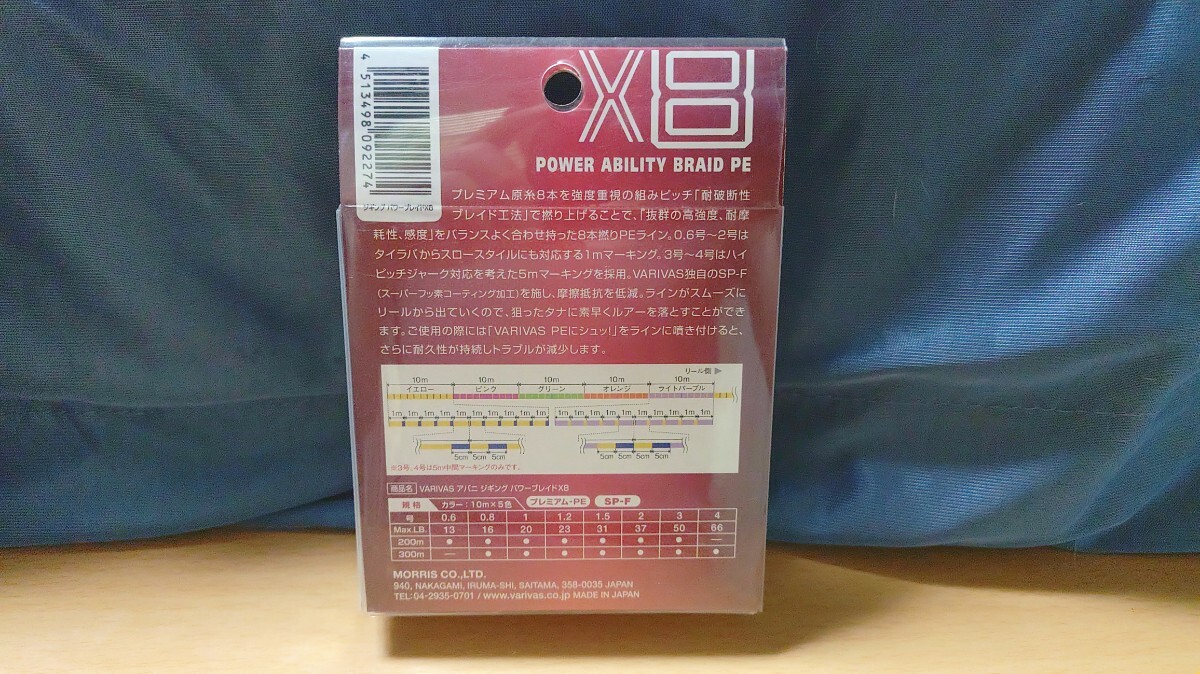 4 513498 092274
ジギング パワーブレイドX8
X8
POWER ABILITY BRAID PE
プレミアム原糸8本を強度重視の組みピッチ「耐破断性
ブレイド工法」で撚り上げることで、「抜群の高強度、耐摩
耗性、感度」をバランスよく合わせ持った8本撚りPEライン。0.6号～2号は
タイラバからスロースタイルにも対応する1mマーキング。3号～4号はハイ
ピッチジャーク対応を考えた5mマーキングを採用。VARIVAS独自のSP-F
(スーパーフッ素コーティング加工)を施し、摩擦抵抗を低減。ラインがスムーズに
リールから出ていくので、狙ったタナに素早くルアーを落とすことができ
ます。ご使用の際には「VARIVAS PEにシュッ!」をラインに噴き付けると、
さらに耐久性が持続しトラブルが減少します。
リール側
10m 10m 10m 10m 10m
イエロー ピンク グリーン オレンジ ライトパープル
1m 1m 1m 1m 1m 1m 1m 1m 1m 1m 1m 1m 1m 1m 1m 1m 1m 1m 1m 1m
5cm 5cm 5cm 5cm 5cm 5cm 5cm
※3号、4号は5m中間マーキングのみです。
商品名 VARIVAS アバニ ジギング パワーブレイドX8
規格 カラー:10m×5色 プレミアム・PE SP-F
号 0.6 0.8 1 1.2 1.5 2 3 4
Max.LB. 13 16 20 23 31 37 50 66
200m ● ● ● ● ● ● ● —
300m — ● ● ● ● ● ● ●
MORRIS CO.,LTD.
940, NAKAGAMI, IRUMA-SHI, SAITAMA, 358-0035 JAPAN
TEL:04-2935-0701 / www.varivas.co.jp MADE IN JAPAN